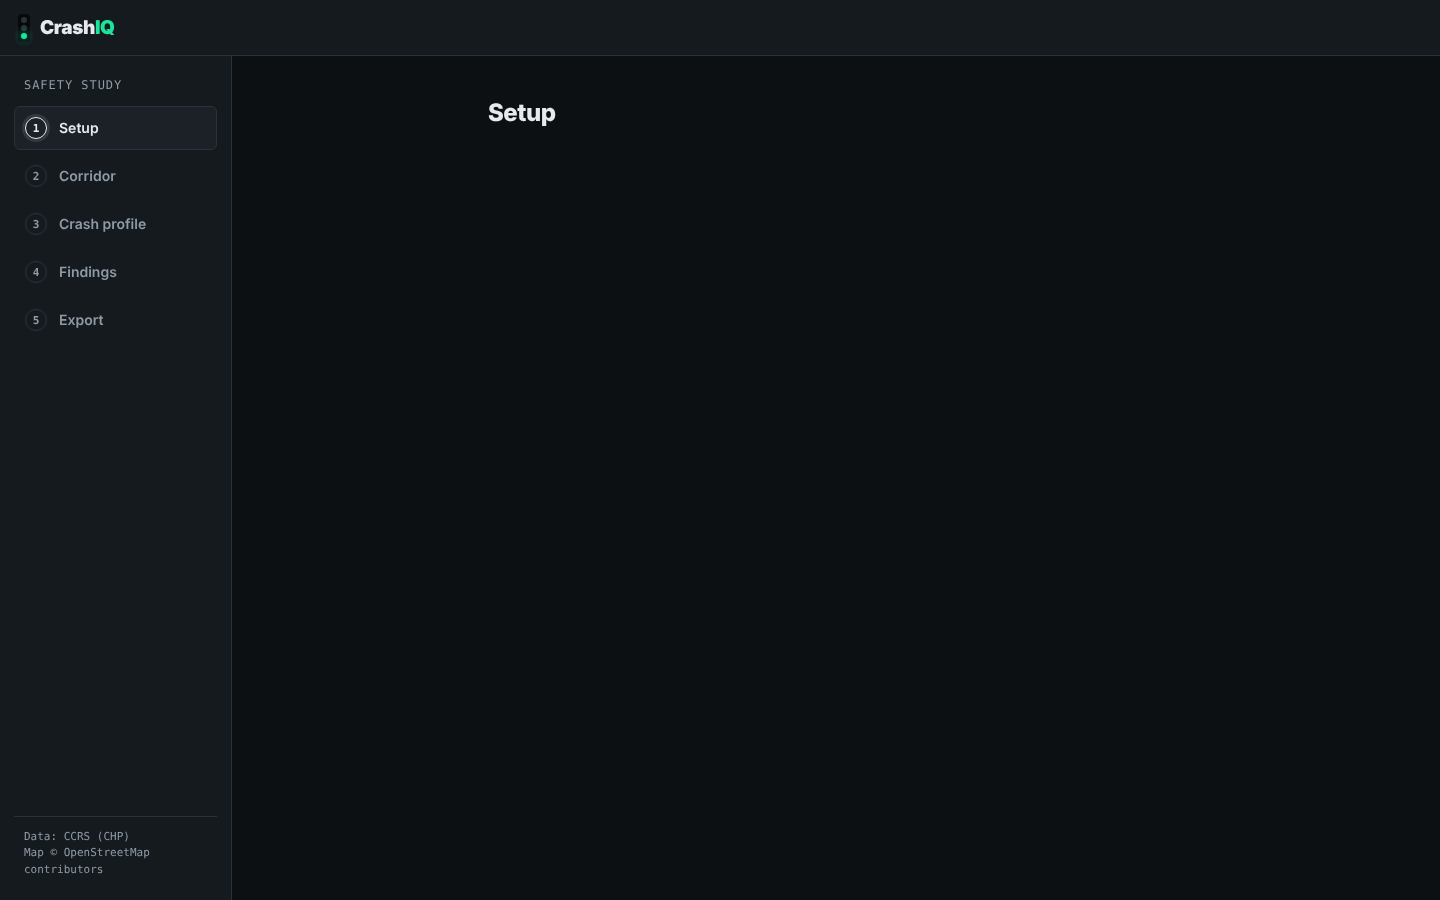 CrashIQ
SAFETY STUDY
1 Setup
2 Corridor
3 Crash profile
4 Findings
5 Export
Data: CCRS (CHP)
Map © OpenStreetMap
contributors
Setup